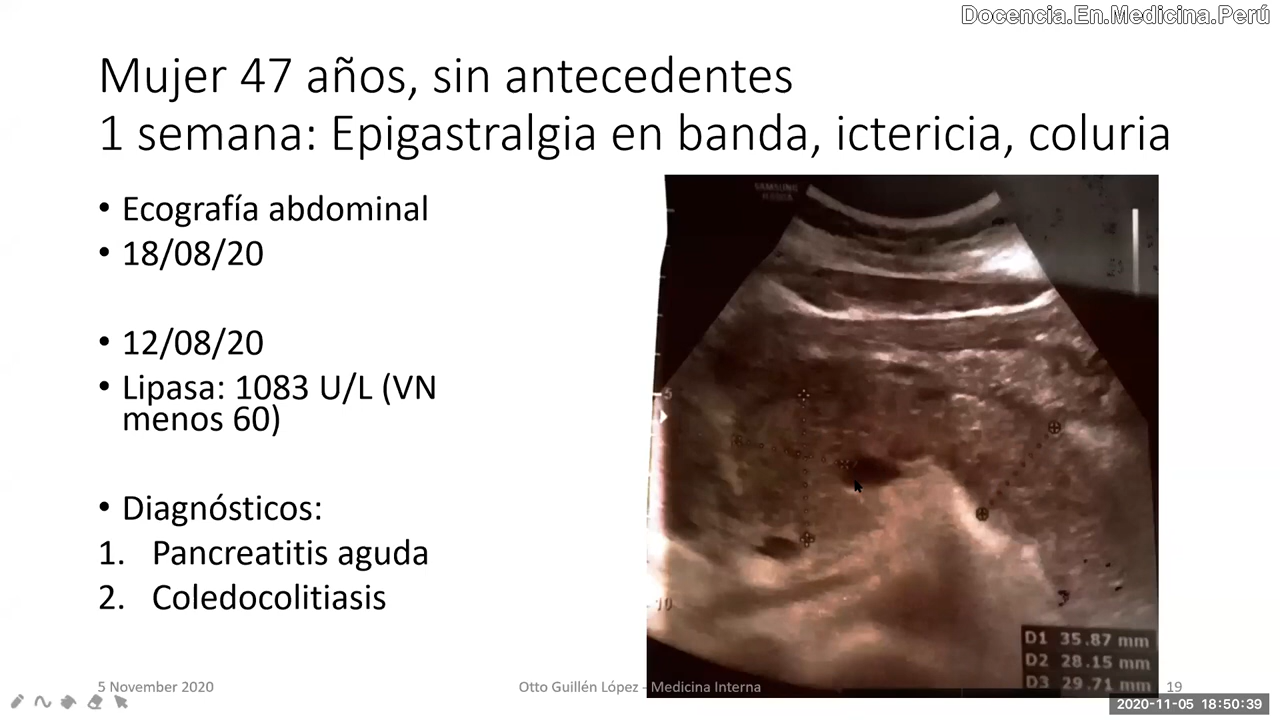 Docencia.En.Medicina.Perú
Mujer 47 años, sin antecedentes
1 semana: Epigastralgia en banda, ictericia, coluria
• Ecografía abdominal
• 18/08/20
• 12/08/20
• Lipasa: 1083 U/L (VN
menos 60)
• Diagnósticos:
1. Pancreatitis aguda
2. Coledocolitiasis
SAMSUNG
5
10
D1 35.87 mm
D2 28.15 mm
D3 29.71 mm
5 November 2020
Otto Guillén López - Medicina Interna
19
2020-11-05 18:50:39